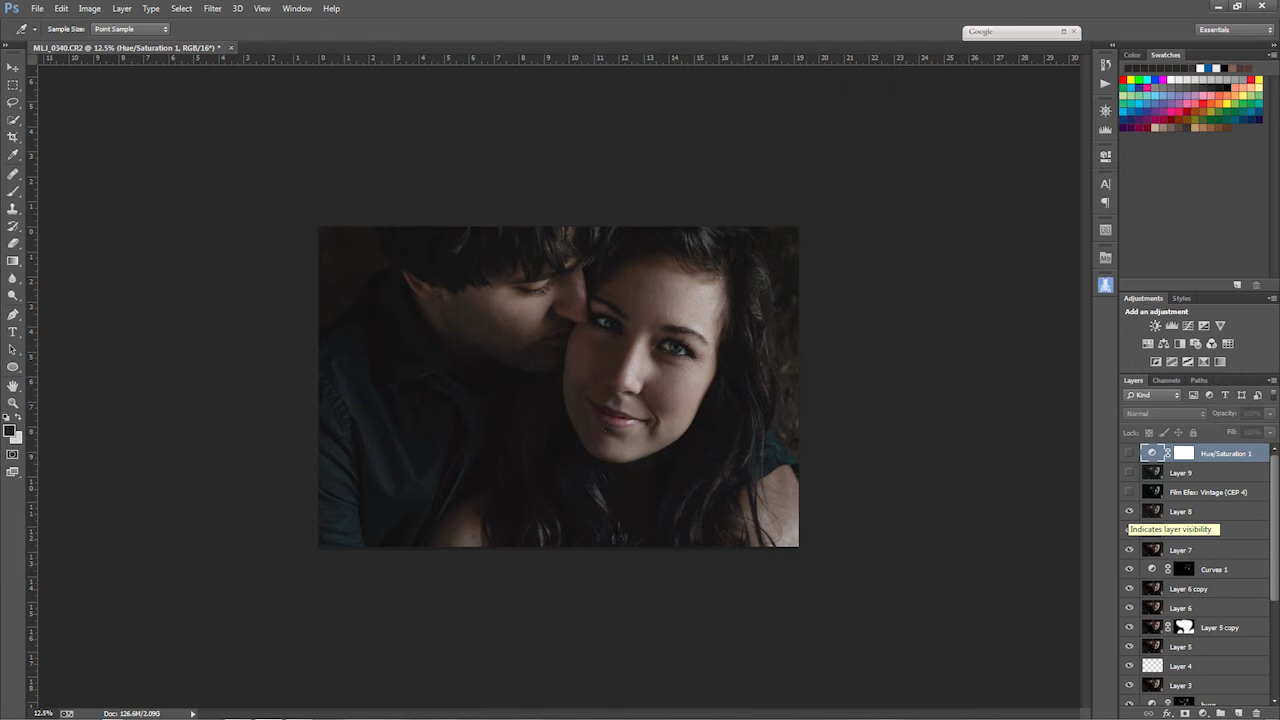 Ps File Edit Image Layer Type Select Filter 3D View Window Help
Sample Size: Point Sample
Google
Essentials
MLJ_0340.CR2 @ 12.5% (Hue/Saturation 1, RGB/16*) *
Color Swatches
Adjustments Styles
Add an adjustment
Layers Channels Paths
Kind
Normal Opacity: 100%
Lock: Fill: 100%
Hue/Saturation 1
Layer 9
Film Efex: Vintage (CEP 4)
Layer 8
Indicates layer visibility
Layer 7
Curves 1
Layer 6 copy
Layer 6
Layer 5 copy
Layer 5
Layer 4
Layer 3
burn
12.5% Doc: 126.6M/2.09G